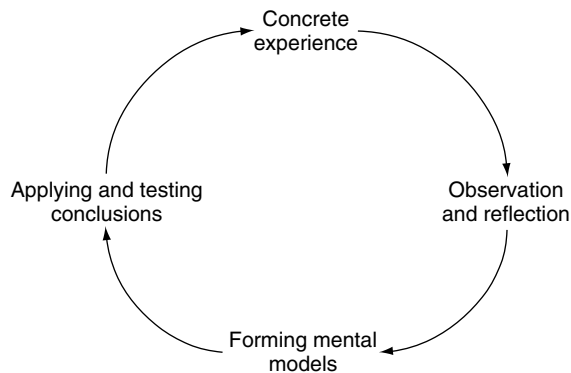 Concrete
experience
Observation
and reflection
Forming mental
models
Applying and testing
conclusions